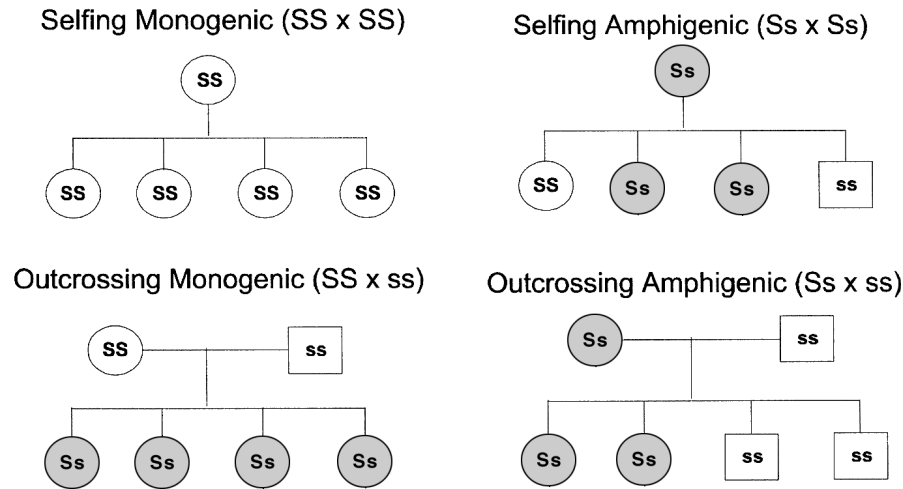 Selfing Monogenic (SS x SS)
SS
SS SS SS SS
Selfing Amphigenic (Ss x Ss)
Ss
SS Ss Ss ss
Outcrossing Monogenic (SS x ss)
SS ss
Ss Ss Ss Ss
Outcrossing Amphigenic (Ss x ss)
Ss ss
Ss Ss ss ss